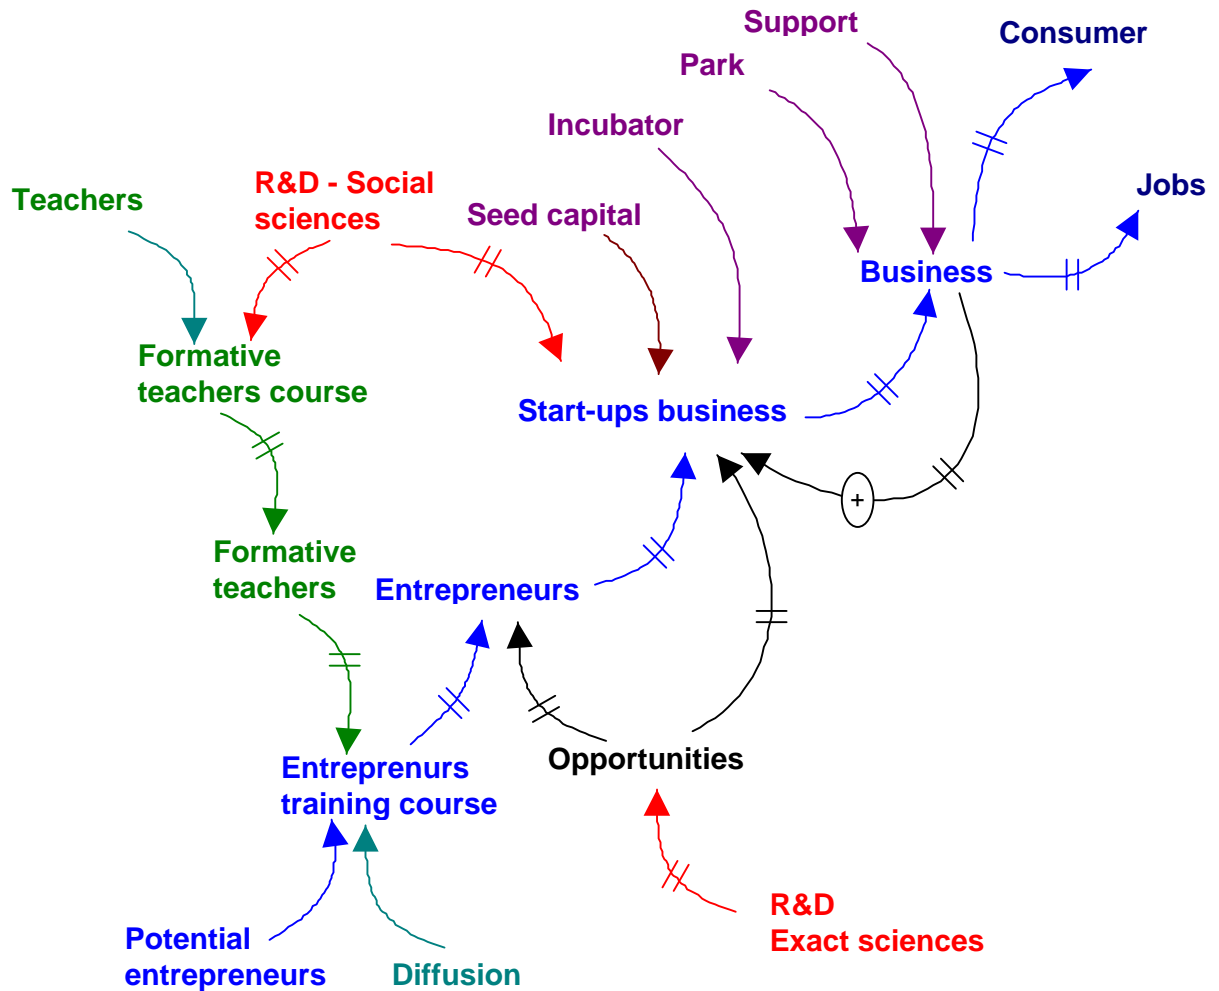 Support
Consumer
Park
Incubator
R&D - Social
sciences
Teachers
Jobs
Seed capital
Business
Formative
teachers course
Start-ups business
+
Formative
teachers
Entrepreneurs
Opportunities
Entreprenurs
training course
R&D
Exact sciences
Potential
entrepreneurs
Diffusion